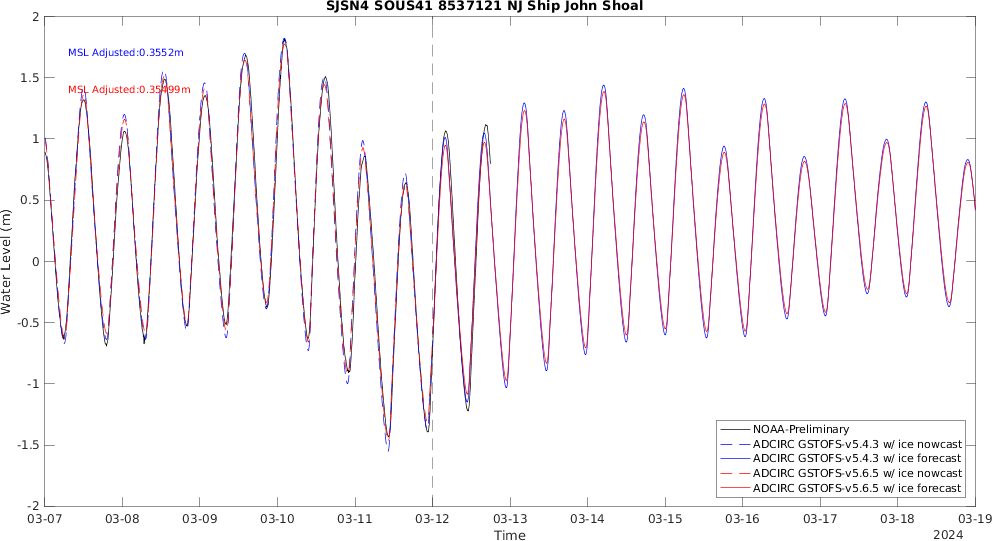 SJSN4 SOUS41 8537121 NJ Ship John Shoal
MSL Adjusted:0.3552m
MSL Adjusted:0.35499m
Water Level (m)
2
1.5
1
0.5
0
-0.5
-1
-1.5
-2
NOAA-Preliminary
ADCIRC GSTOFS-v5.4.3 w/ ice nowcast
ADCIRC GSTOFS-v5.4.3 w/ ice forecast
ADCIRC GSTOFS-v5.6.5 w/ ice nowcast
ADCIRC GSTOFS-v5.6.5 w/ ice forecast
03-07 03-08 03-09 03-10 03-11 03-12 03-13 03-14 03-15 03-16 03-17 03-18 03-19
Time
2024